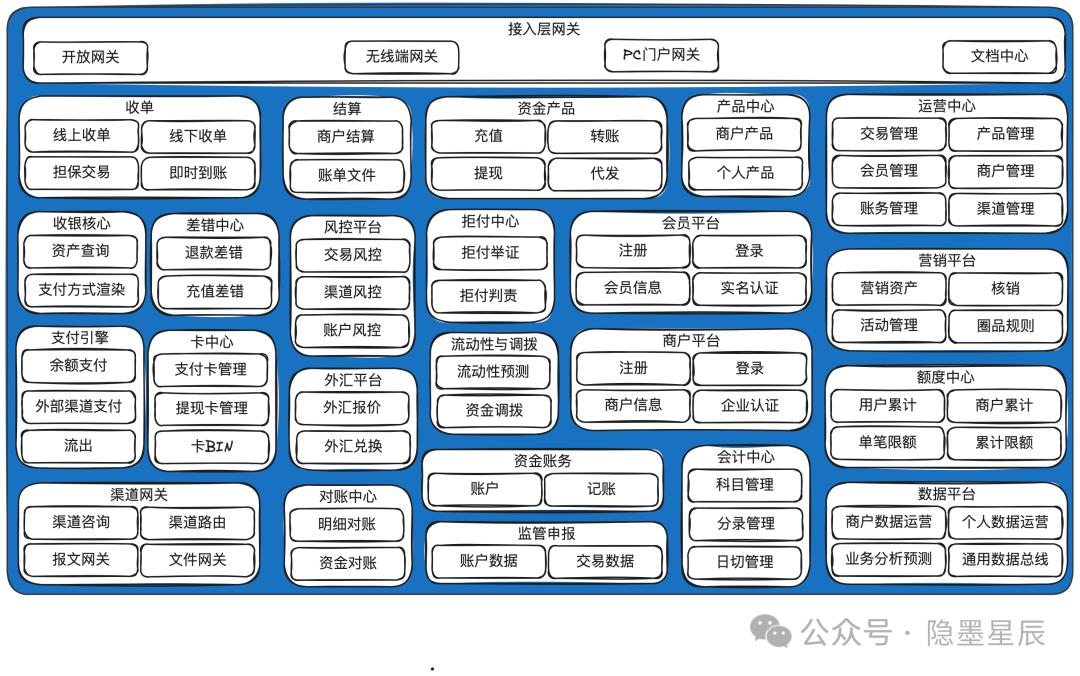 接入层网关
开放网关
无线端网关
PC门户网关
文档中心
收单
线上收单
线下收单
担保交易
即时到账
结算
商户结算
账单文件
资金产品
充值
转账
提现
代发
产品中心
商户产品
个人产品
运营中心
交易管理
产品管理
会员管理
商户管理
账务管理
渠道管理
收银核心
资产查询
支付方式渲染
差错中心
退款差错
充值差错
风控平台
交易风控
渠道风控
账户风控
拒付中心
拒付举证
拒付判责
会员平台
注册
登录
会员信息
实名认证
营销平台
营销资产
核销
活动管理
圈品规则
支付引擎
余额支付
外部渠道支付
流出
卡中心
支付卡管理
提现卡管理
卡BIN
外汇平台
外汇报价
外汇兑换
流动性与调拨
流动性预测
资金调拨
商户平台
注册
登录
商户信息
企业认证
额度中心
用户累计
商户累计
单笔限额
累计限额
渠道网关
渠道咨询
渠道路由
报文网关
文件网关
对账中心
明细对账
资金对账
资金账务
账户
记账
监管申报
账户数据
交易数据
会计中心
科目管理
分录管理
日切管理
数据平台
商户数据运营
个人数据运营
业务分析预测
通用数据总线
公众号 · 隐墨星辰